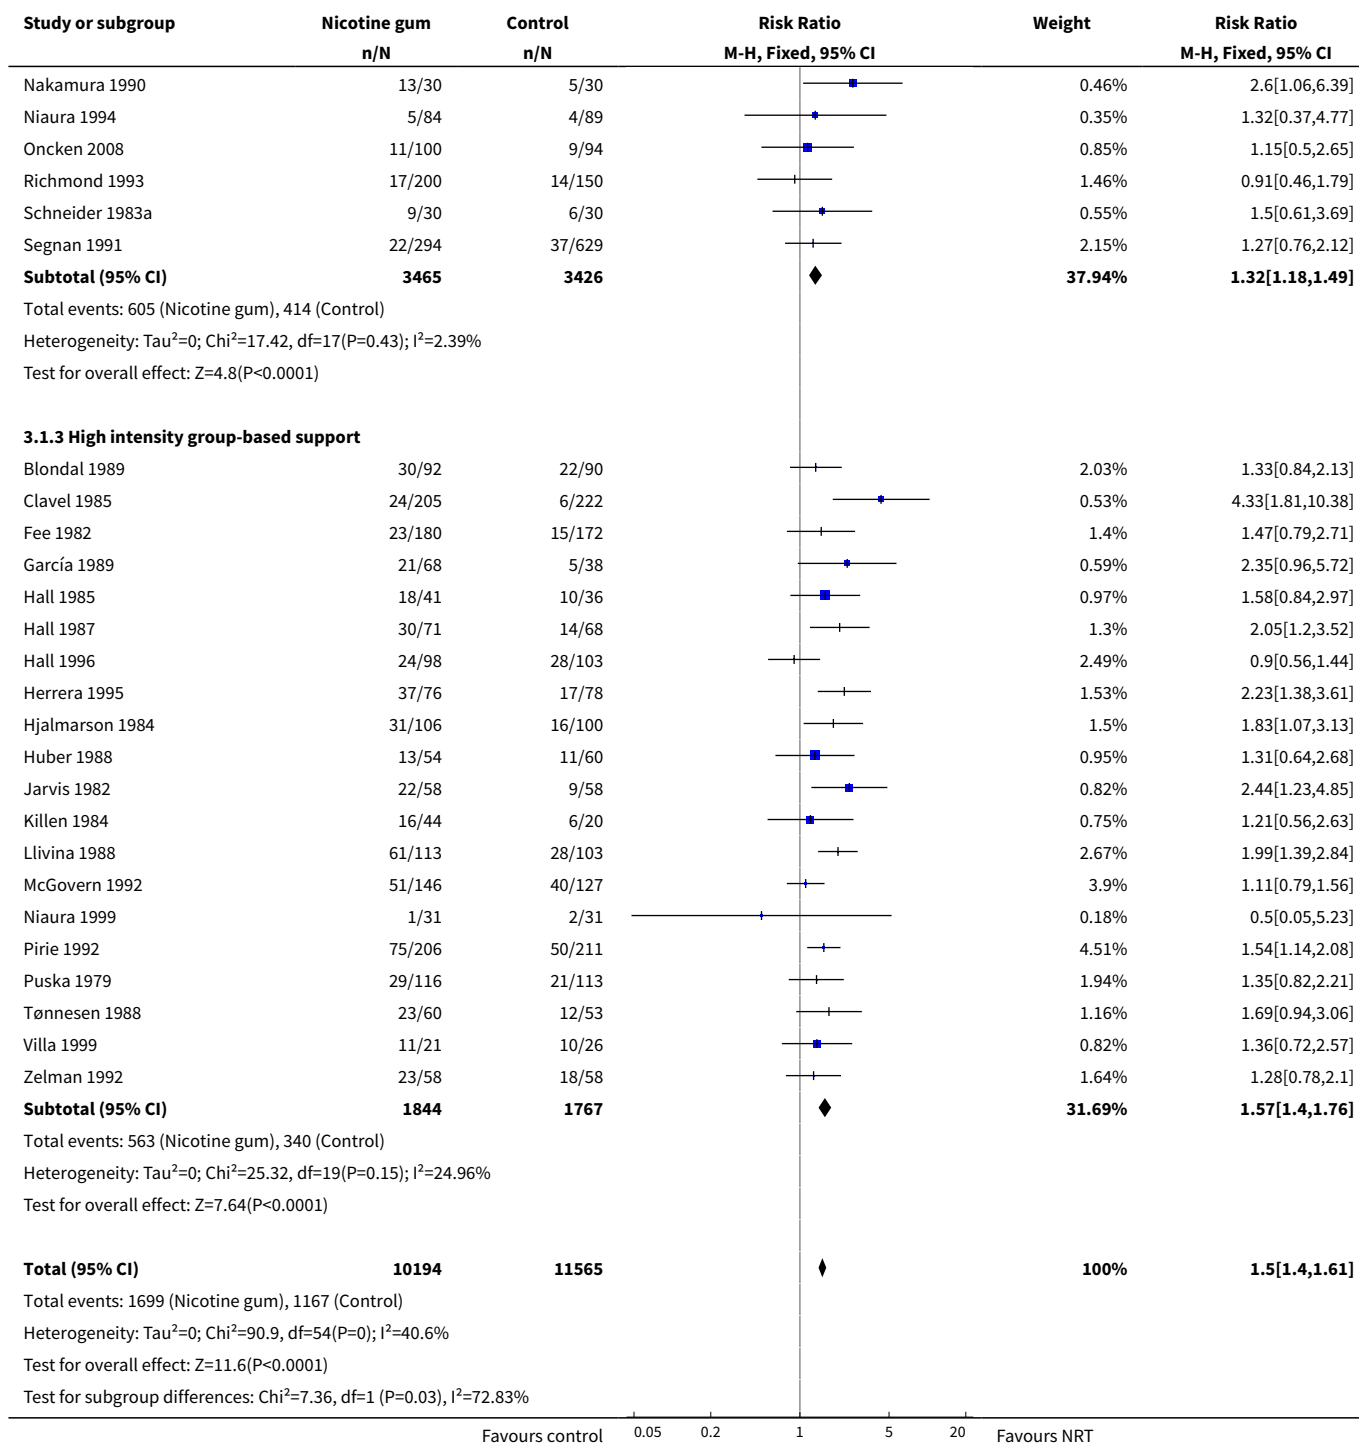 Study or subgroup Nicotine gum Control Risk Ratio Weight Risk Ratio
n/N n/N M-H, Fixed, 95% CI M-H, Fixed, 95% CI
Nakamura 1990 13/30 5/30 0.46% 2.6[1.06,6.39]
Niaura 1994 5/84 4/89 0.35% 1.32[0.37,4.77]
Oncken 2008 11/100 9/94 0.85% 1.15[0.5,2.65]
Richmond 1993 17/200 14/150 1.46% 0.91[0.46,1.79]
Schneider 1983a 9/30 6/30 0.55% 1.5[0.61,3.69]
Segnan 1991 22/294 37/629 2.15% 1.27[0.76,2.12]
Subtotal (95% CI) 3465 3426 37.94% 1.32[1.18,1.49]
Total events: 605 (Nicotine gum), 414 (Control)
Heterogeneity: Tau²=0; Chi²=17.42, df=17(P=0.43); I²=2.39%
Test for overall effect: Z=4.8(P<0.0001)
3.1.3 High intensity group-based support
Blondal 1989 30/92 22/90 2.03% 1.33[0.84,2.13]
Clavel 1985 24/205 6/222 0.53% 4.33[1.81,10.38]
Fee 1982 23/180 15/172 1.4% 1.47[0.79,2.71]
García 1989 21/68 5/38 0.59% 2.35[0.96,5.72]
Hall 1985 18/41 10/36 0.97% 1.58[0.84,2.97]
Hall 1987 30/71 14/68 1.3% 2.05[1.2,3.52]
Hall 1996 24/98 28/103 2.49% 0.9[0.56,1.44]
Herrera 1995 37/76 17/78 1.53% 2.23[1.38,3.61]
Hjalmarson 1984 31/106 16/100 1.5% 1.83[1.07,3.13]
Huber 1988 13/54 11/60 0.95% 1.31[0.64,2.68]
Jarvis 1982 22/58 9/58 0.82% 2.44[1.23,4.85]
Killen 1984 16/44 6/20 0.75% 1.21[0.56,2.63]
Llivina 1988 61/113 28/103 2.67% 1.99[1.39,2.84]
McGovern 1992 51/146 40/127 3.9% 1.11[0.79,1.56]
Niaura 1999 1/31 2/31 0.18% 0.5[0.05,5.23]
Pirie 1992 75/206 50/211 4.51% 1.54[1.14,2.08]
Puska 1979 29/116 21/113 1.94% 1.35[0.82,2.21]
Tønnesen 1988 23/60 12/53 1.16% 1.69[0.94,3.06]
Villa 1999 11/21 10/26 0.82% 1.36[0.72,2.57]
Zelman 1992 23/58 18/58 1.64% 1.28[0.78,2.1]
Subtotal (95% CI) 1844 1767 31.69% 1.57[1.4,1.76]
Total events: 563 (Nicotine gum), 340 (Control)
Heterogeneity: Tau²=0; Chi²=25.32, df=19(P=0.15); I²=24.96%
Test for overall effect: Z=7.64(P<0.0001)
Total (95% CI) 10194 11565 100% 1.5[1.4,1.61]
Total events: 1699 (Nicotine gum), 1167 (Control)
Heterogeneity: Tau²=0; Chi²=90.9, df=54(P=0); I²=40.6%
Test for overall effect: Z=11.6(P<0.0001)
Test for subgroup differences: Chi²=7.36, df=1 (P=0.03), I²=72.83%
Favours control 0.05 0.2 1 5 20 Favours NRT